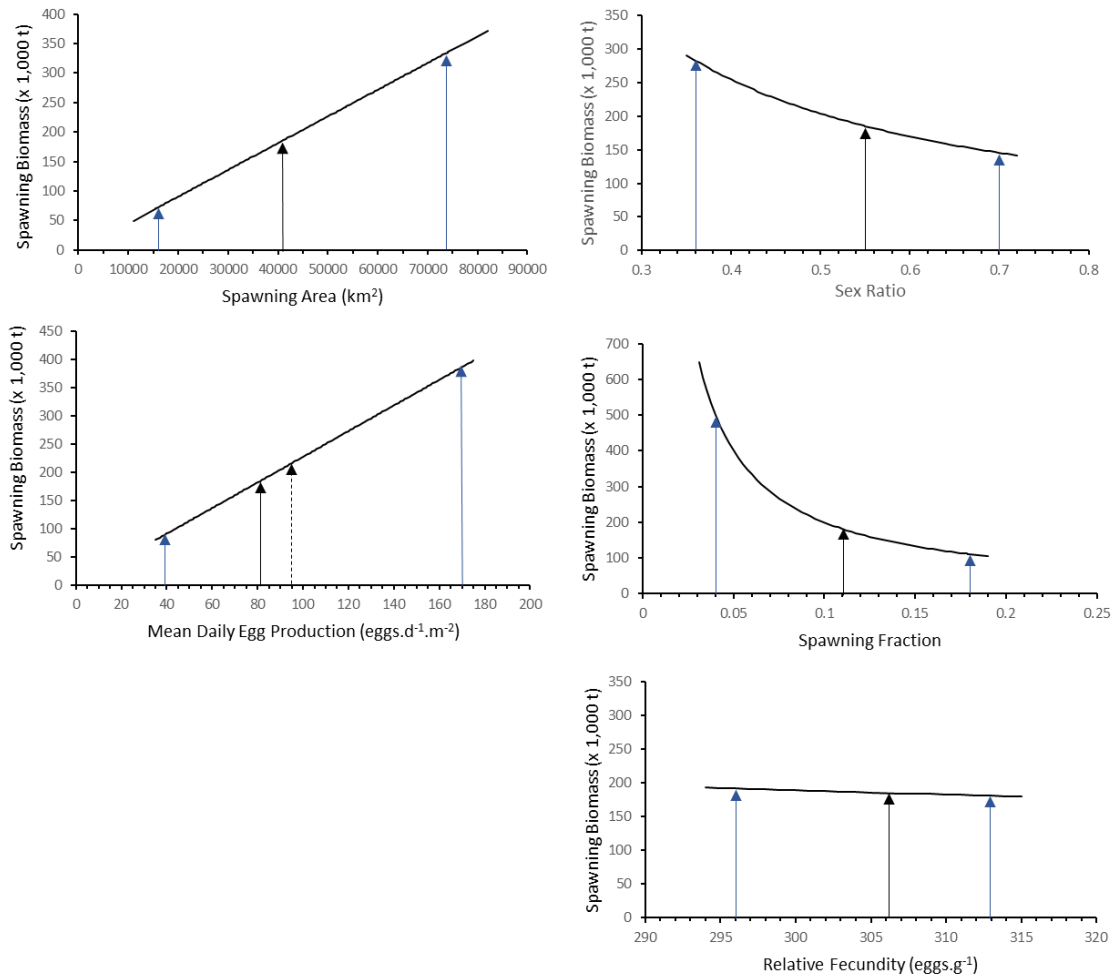 Spawning Biomass (x 1,000 t)
400
350
300
250
200
150
100
50
0
0 10000 20000 30000 40000 50000 60000 70000 80000 90000
Spawning Area (km²)
Spawning Biomass (x 1,000 t)
350
300
250
200
150
100
50
0
0.3 0.4 0.5 0.6 0.7 0.8
Sex Ratio
Spawning Biomass (x 1,000 t)
450
400
350
300
250
200
150
100
50
0
0 20 40 60 80 100 120 140 160 180 200
Mean Daily Egg Production (eggs.d⁻¹.m⁻²)
Spawning Biomass (x 1,000 t)
700
600
500
400
300
200
100
0
0 0.05 0.1 0.15 0.2 0.25
Spawning Fraction
Spawning Biomass (x 1,000 t)
350
300
250
200
150
100
50
0
290 295 300 305 310 315 320
Relative Fecundity (eggs.g⁻¹)